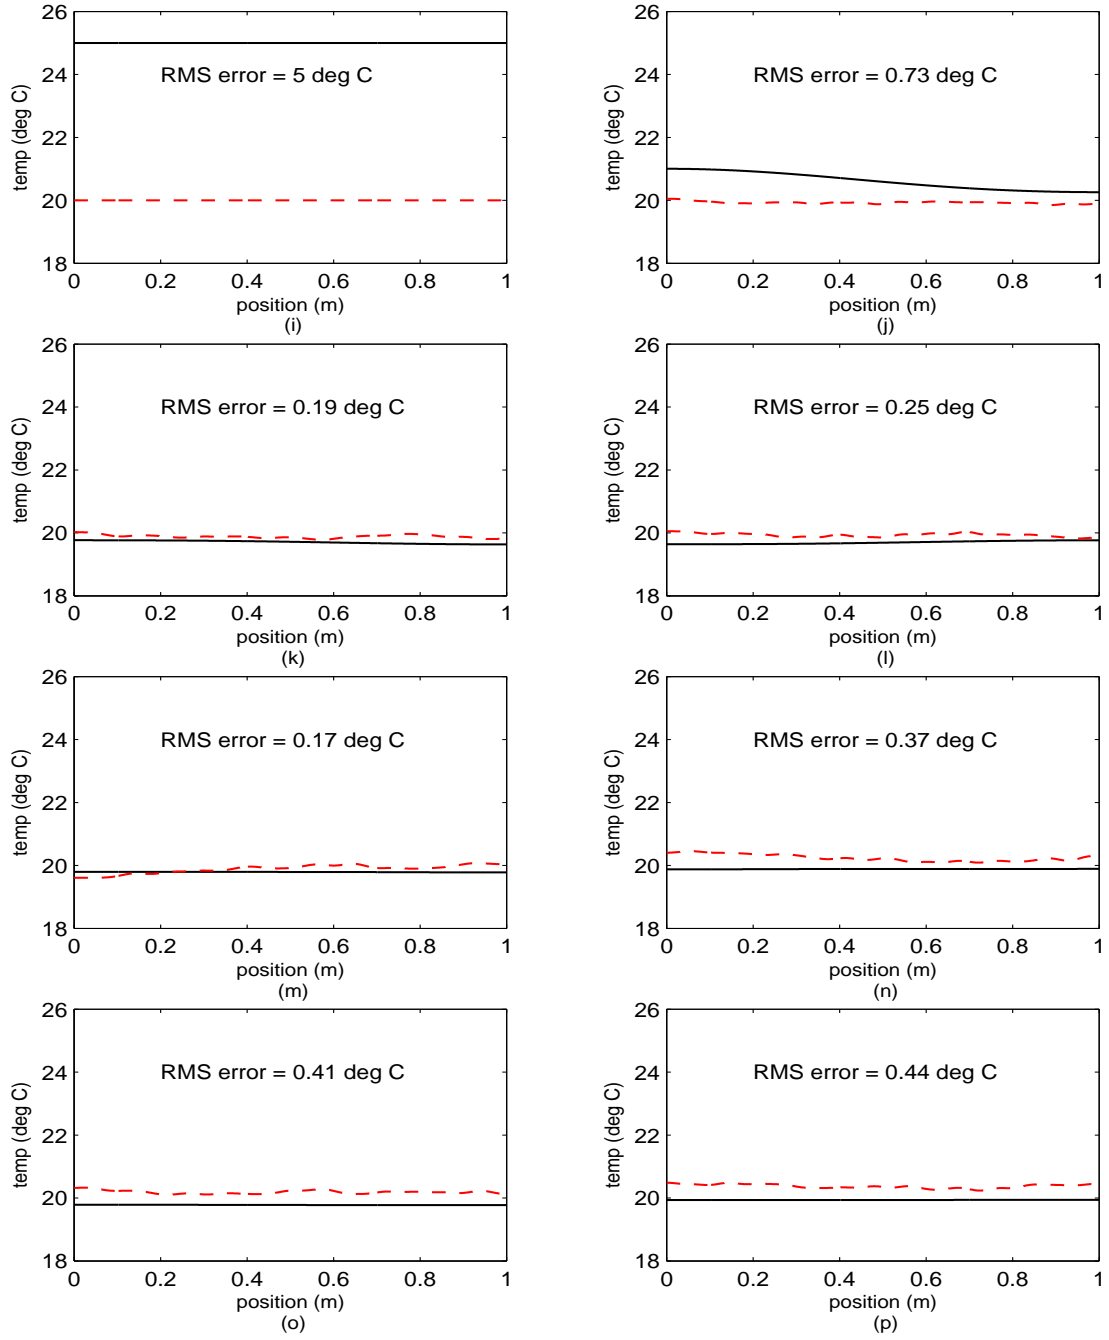 26
24
22
20
18
temp (deg C)
RMS error = 5 deg C
0 0.2 0.4 0.6 0.8 1
position (m)
(i)
26
24
22
20
18
temp (deg C)
RMS error = 0.73 deg C
0 0.2 0.4 0.6 0.8 1
position (m)
(j)
26
24
22
20
18
temp (deg C)
RMS error = 0.19 deg C
0 0.2 0.4 0.6 0.8 1
position (m)
(k)
26
24
22
20
18
temp (deg C)
RMS error = 0.25 deg C
0 0.2 0.4 0.6 0.8 1
position (m)
(l)
26
24
22
20
18
temp (deg C)
RMS error = 0.17 deg C
0 0.2 0.4 0.6 0.8 1
position (m)
(m)
26
24
22
20
18
temp (deg C)
RMS error = 0.37 deg C
0 0.2 0.4 0.6 0.8 1
position (m)
(n)
26
24
22
20
18
temp (deg C)
RMS error = 0.41 deg C
0 0.2 0.4 0.6 0.8 1
position (m)
(o)
26
24
22
20
18
temp (deg C)
RMS error = 0.44 deg C
0 0.2 0.4 0.6 0.8 1
position (m)
(p)